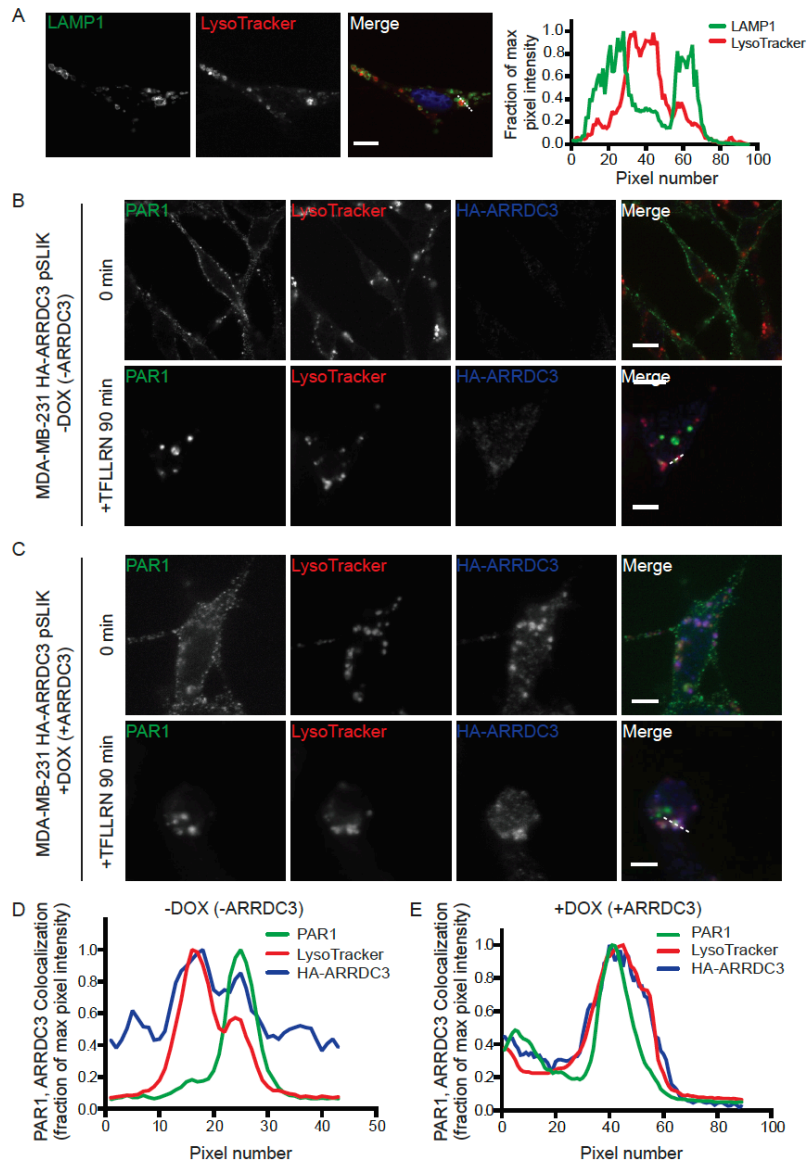 A
LAMP1
LysoTracker
Merge
Fraction of max
pixel intensity
1.0
0.8
0.6
0.4
0.2
0
0 20 40 60 80 100
Pixel number
LAMP1
LysoTracker
B
MDA-MB-231 HA-ARRDC3 pSLIK
-DOX (-ARRDC3)
0 min
PAR1
LysoTracker
HA-ARRDC3
Merge
+TFLLRN 90 min
PAR1
LysoTracker
HA-ARRDC3
Merge
C
MDA-MB-231 HA-ARRDC3 pSLIK
+DOX (+ARRDC3)
0 min
PAR1
LysoTracker
HA-ARRDC3
Merge
+TFLLRN 90 min
PAR1
LysoTracker
HA-ARRDC3
Merge
D
-DOX (-ARRDC3)
PAR1, ARRDC3 Colocalization
(fraction of max pixel intensity)
1.0
0.8
0.6
0.4
0.2
0.0
0 10 20 30 40 50
Pixel number
PAR1
LysoTracker
HA-ARRDC3
E
+DOX (+ARRDC3)
PAR1, ARRDC3 Colocalization
(fraction of max pixel intensity)
1.0
0.8
0.6
0.4
0.2
0.0
0 20 40 60 80 100
Pixel number
PAR1
LysoTracker
HA-ARRDC3